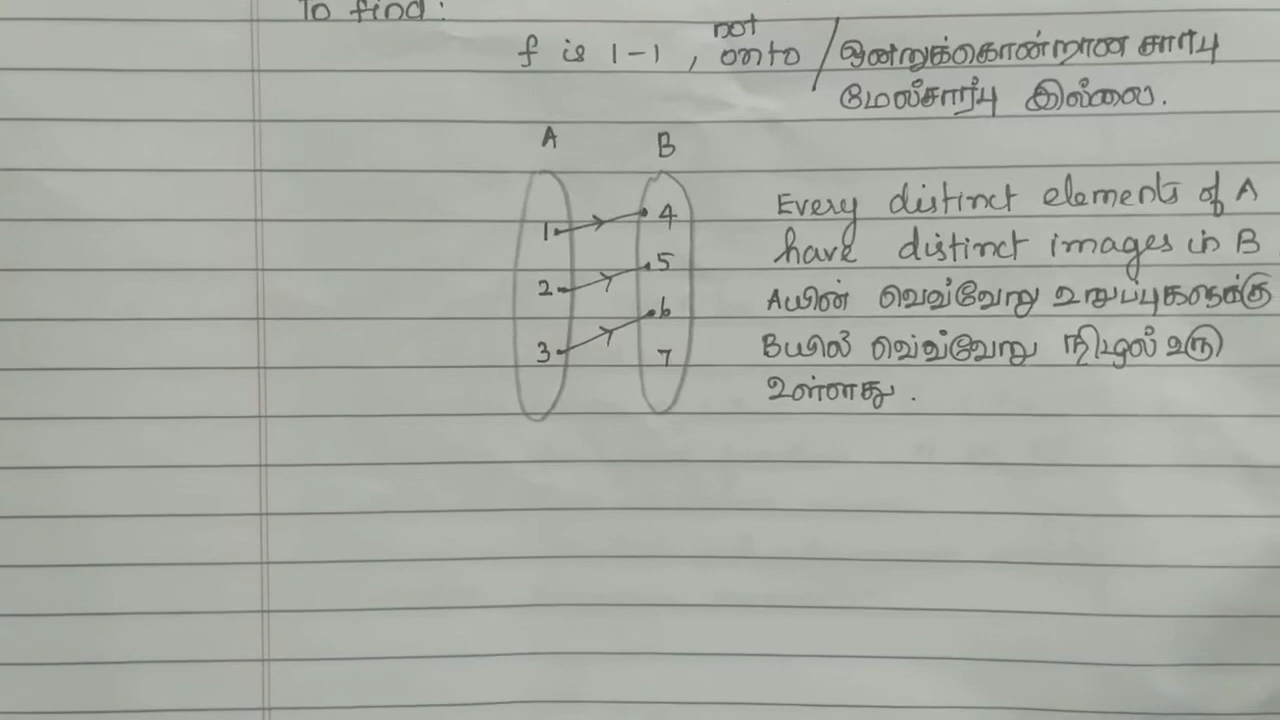 To find:
not
f is 1-1, onto / ஒன்றுக்கொன்றான சார்பு
மேல்சார்பு இல்லை.
A B
1 4
2 5
3 6
7
Every distinct elements of A
have distinct images in B
Aயின் வெவ்வேறு உறுப்புகளுக்கு
Bயில் வெவ்வேறு நிழல் உரு
உள்ளது.